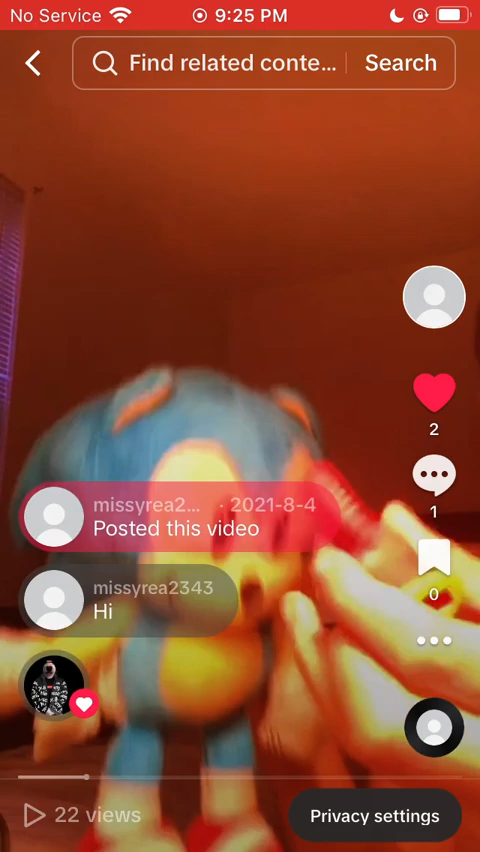 No Service 9:25 PM
Find related conte... Search
2
missyrea2... · 2021-8-4
Posted this video
1
missyrea2343
Hi
0
22 views
Privacy settings